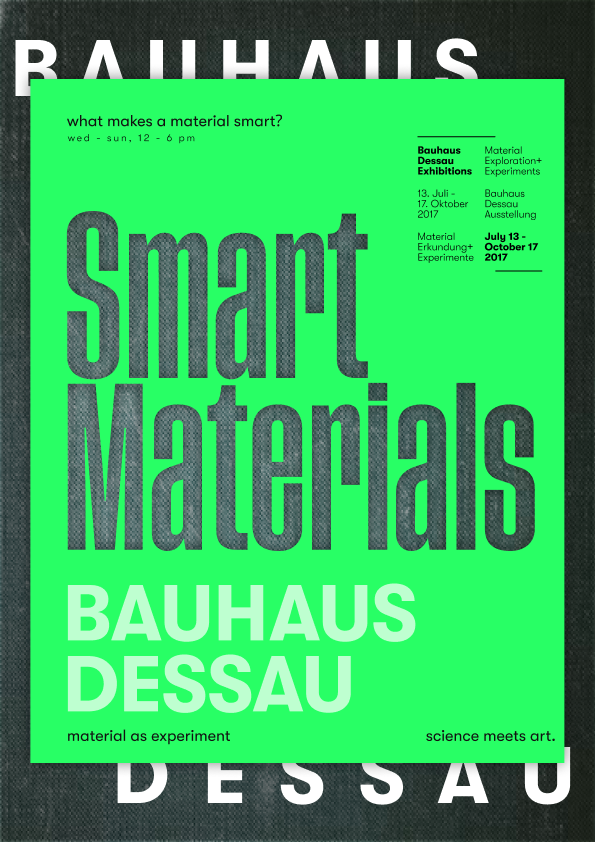 BAUHAUS
what makes a material smart?
wed - sun, 12 - 6 pm
Bauhaus
Dessau
Exhibitions
Material
Exploration+
Experiments
13. Juli -
17. Oktober
2017
Bauhaus
Dessau
Ausstellung
Material
Erkundung+
Experimente
July 13 -
October 17
2017
Smart
Materials
BAUHAUS
DESSAU
material as experiment
science meets art.
DESSAU